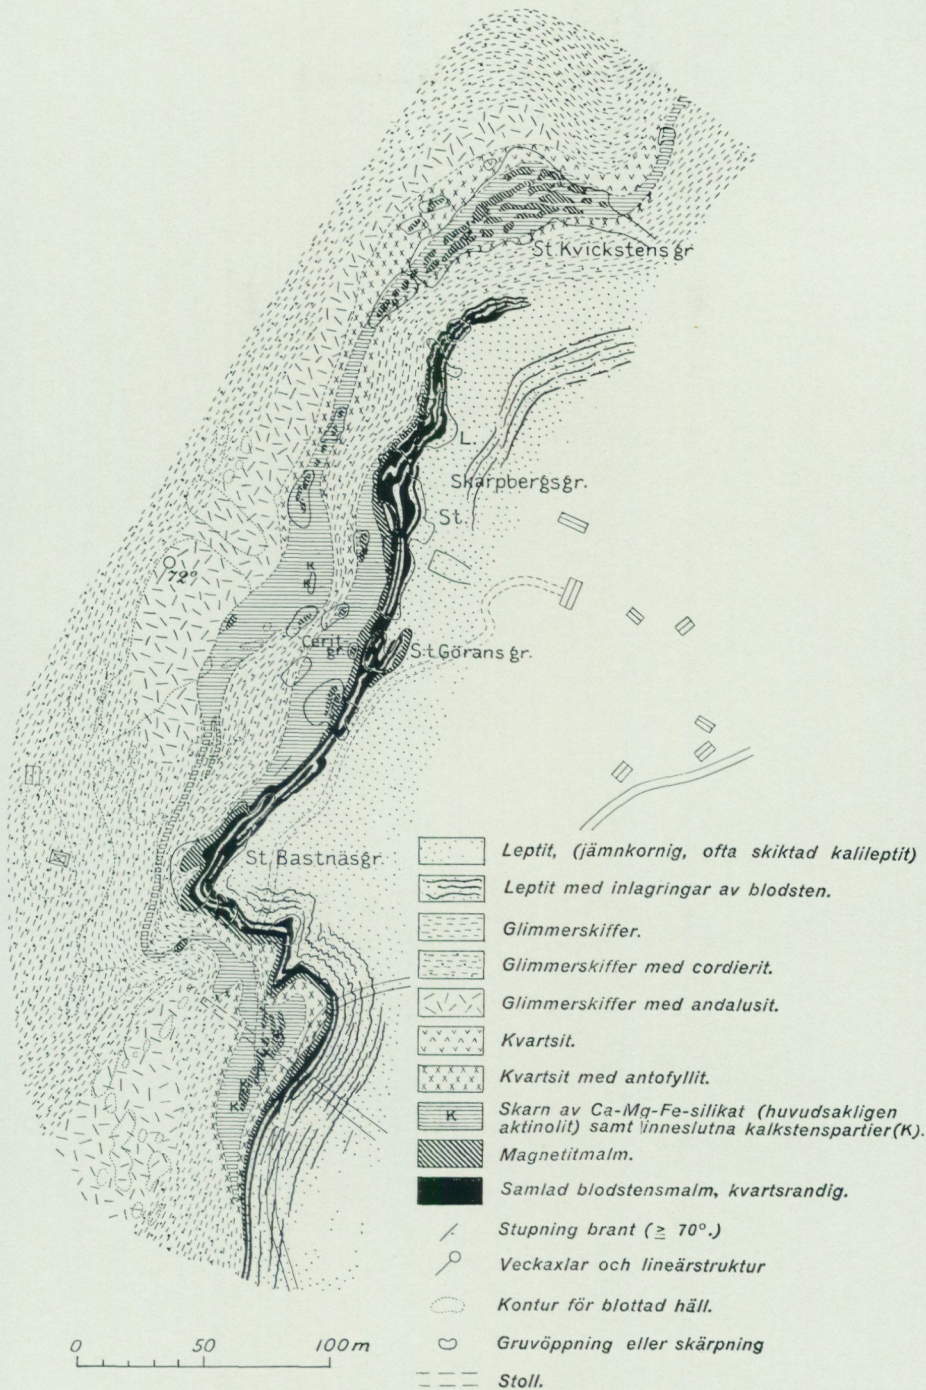 St. Kvickstens gr
L.
Skarpbergsgr.
St.
72°
K
K
Cerit
gr.
St. Görans gr.
St. Bastnäsgr.
K
Leptit, (jämnkornig, ofta skiktad kalileptit)
Leptit med inlagringar av blodsten.
Glimmerskiffer.
Glimmerskiffer med cordierit.
Glimmerskiffer med andalusit.
Kvartsit.
Kvartsit med antofyllit.
K
Skarn av Ca-Mg-Fe-silikat (huvudsakligen
aktinolit) samt inneslutna kalkstenspartier(K).
Magnetitmalm.
Samlad blodstensmalm, kvartsrandig.
Stupning brant (≥ 70°.)
Veckaxlar och lineärstruktur
Kontur för blottad häll.
Gruvöppning eller skärpning
Stoll.
0 50 100 m